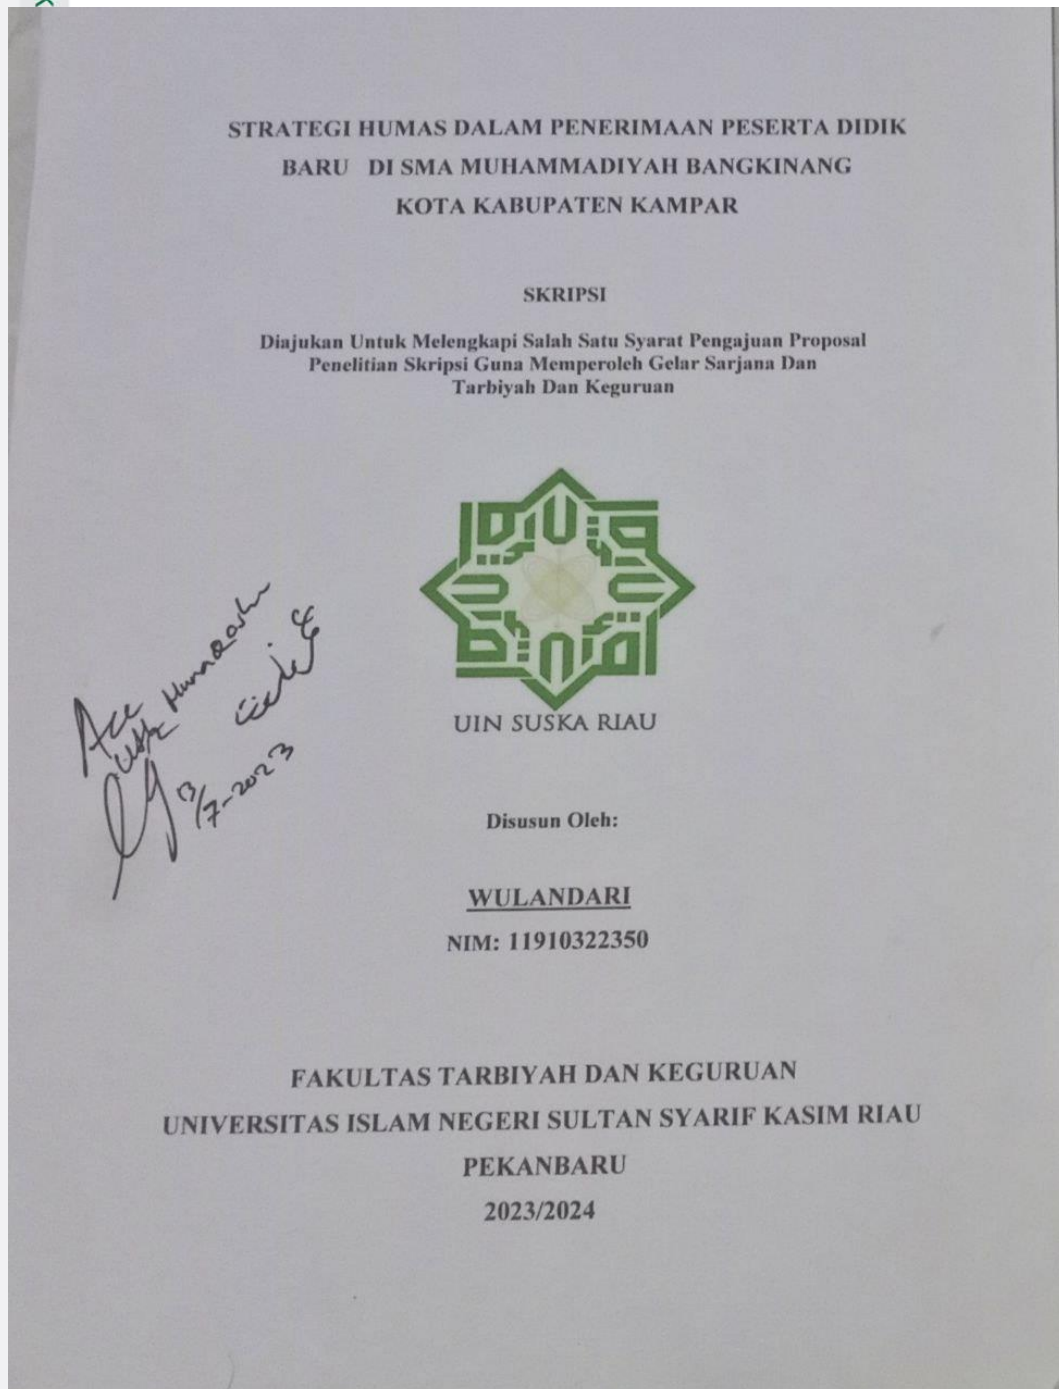 STRATEGI HUMAS DALAM PENERIMAAN PESERTA DIDIK
BARU DI SMA MUHAMMADIYAH BANGKINANG
KOTA KABUPATEN KAMPAR
SKRIPSI
Diajukan Untuk Melengkapi Salah Satu Syarat Pengajuan Proposal
Penelitian Skripsi Guna Memperoleh Gelar Sarjana Dan
Tarbiyah Dan Keguruan
UIN SUSKA RIAU
Acc
13/7-2023
Disusun Oleh:
WULANDARI
NIM: 11910322350
FAKULTAS TARBIYAH DAN KEGURUAN
UNIVERSITAS ISLAM NEGERI SULTAN SYARIF KASIM RIAU
PEKANBARU
2023/2024